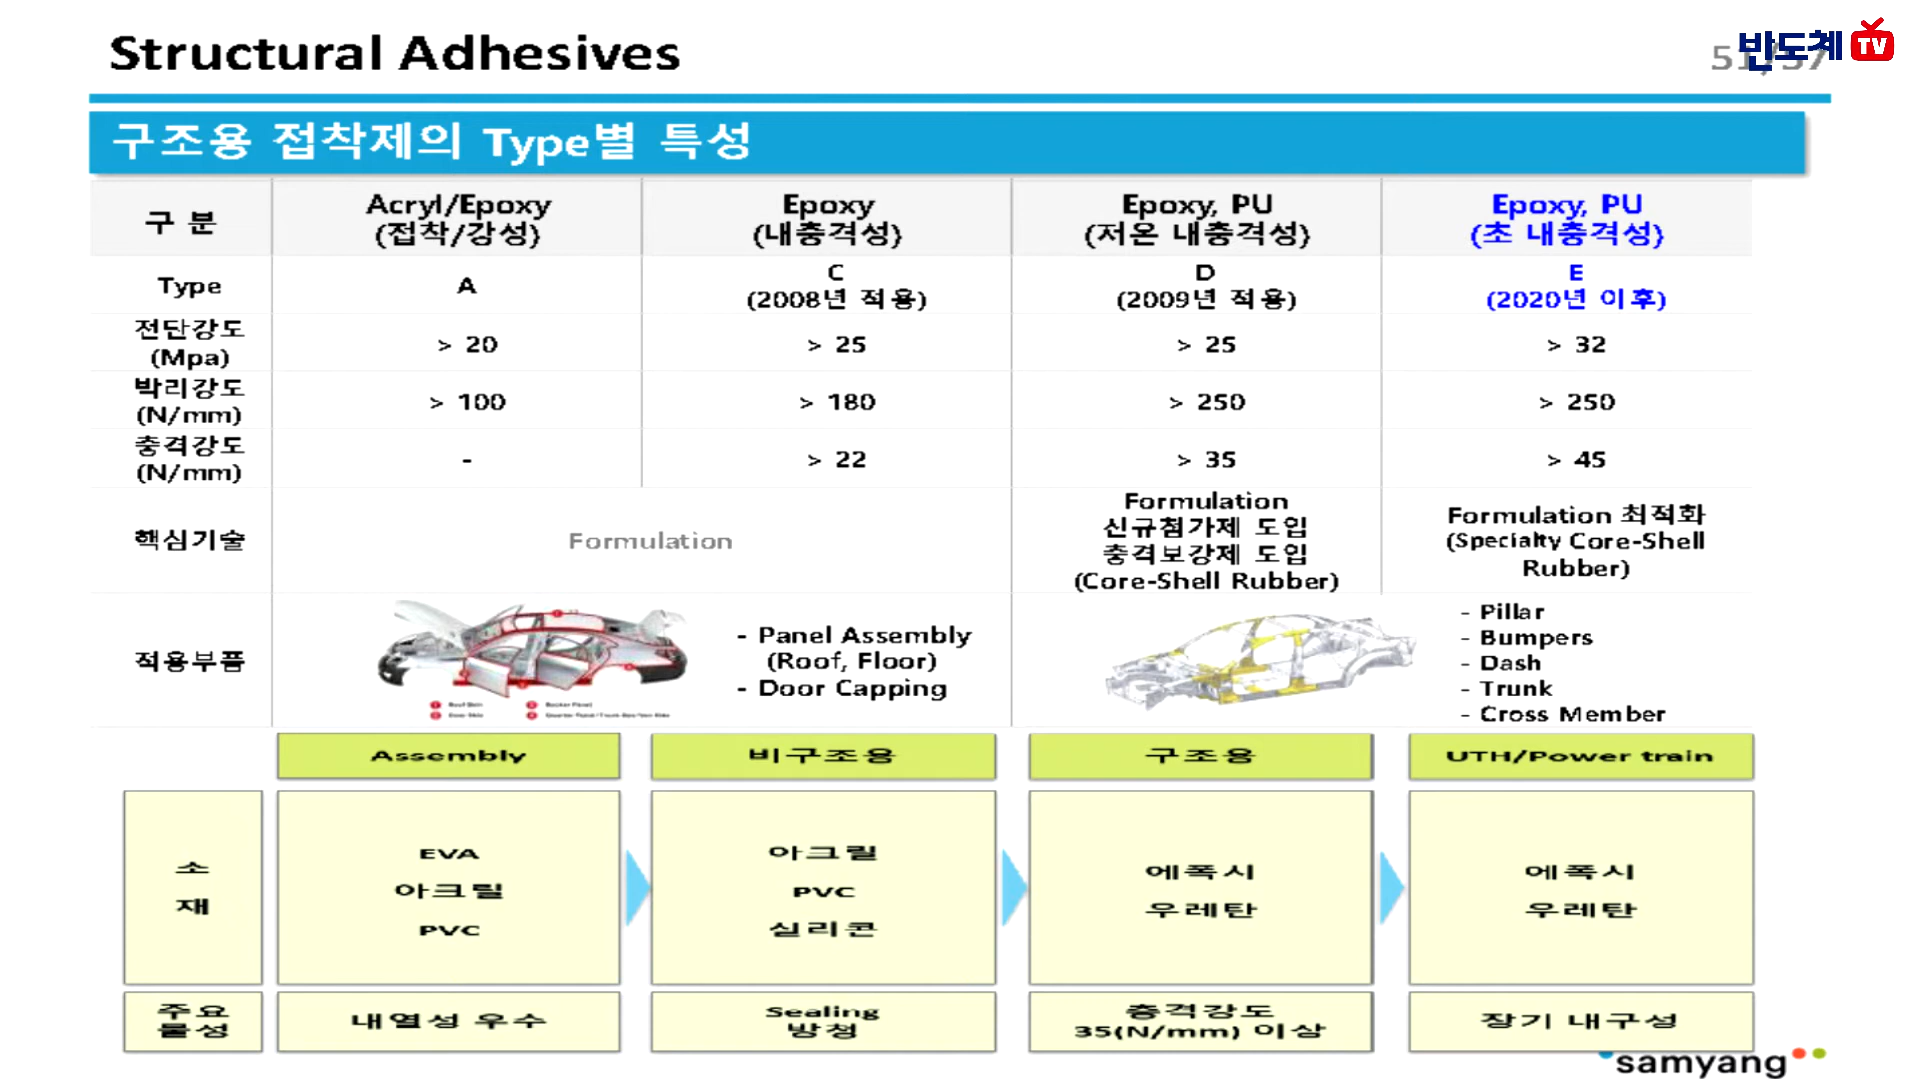 Structural Adhesives
반도체 TV
구조용 접착제의 Type별 특성
구 분
Acryl/Epoxy
(접착/강성)
Epoxy
(내충격성)
Epoxy, PU
(저온 내충격성)
Epoxy, PU
(초 내충격성)
Type
A
C
(2008년 적용)
D
(2009년 적용)
E
(2020년 이후)
전단강도
(Mpa)
> 20
> 25
> 25
> 32
박리강도
(N/mm)
> 100
> 180
> 250
> 250
충격강도
(N/mm)
-
> 22
> 35
> 45
핵심기술
Formulation
Formulation
신규첨가제 도입
충격보강제 도입
(Core-Shell Rubber)
Formulation 최적화
(Specialty Core-Shell
Rubber)
적용부품
- Panel Assembly
(Roof, Floor)
- Door Capping
- Pillar
- Bumpers
- Dash
- Trunk
- Cross Member
Assembly
비구조용
구조용
UTH/Power train
소
재
EVA
아크릴
PVC
아크릴
PVC
실리콘
에폭시
우레탄
에폭시
우레탄
주요
물성
내열성 우수
Sealing
방청
충격강도
35(N/mm) 이상
장기 내구성
samyang